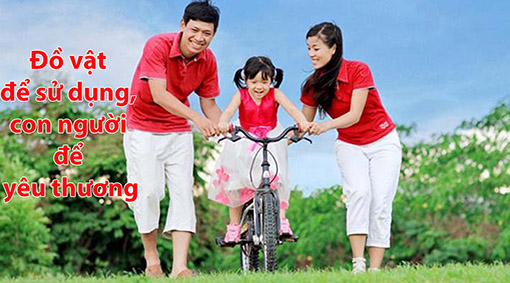 Đồ vật
để sử dụng,
con người
để
yêu thương